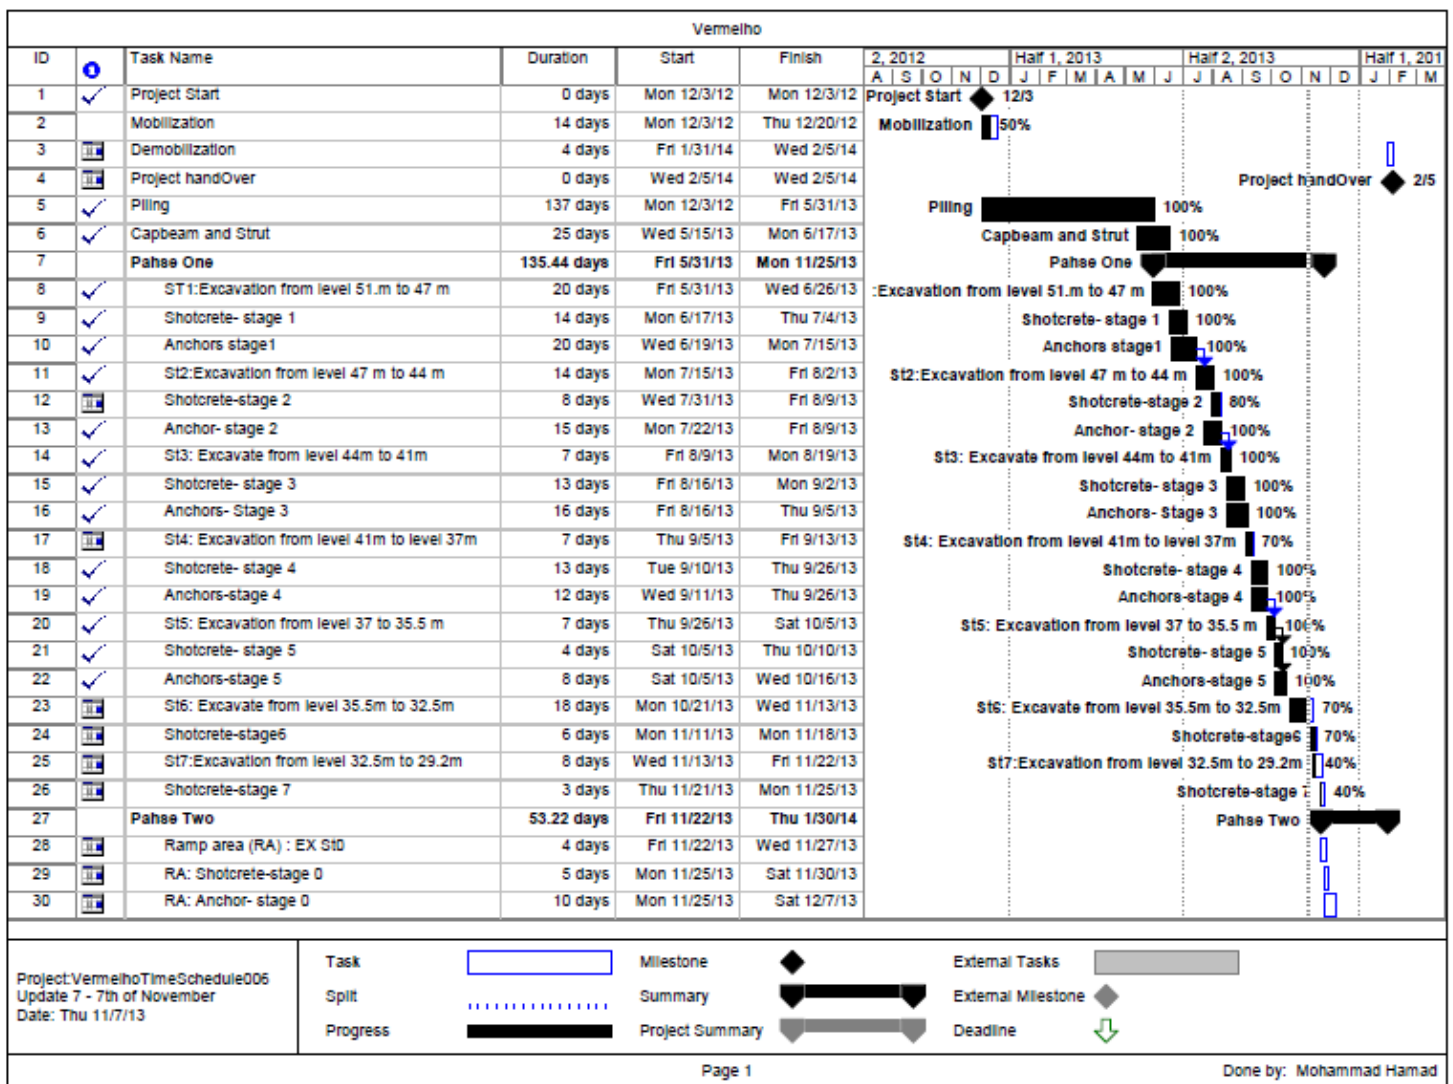 Vermelho
ID Task Name Duration Start Finish 2, 2012 Half 1, 2013 Half 2, 2013 Half 1, 201
A S O N D J F M A M J J A S O N D J F M
1 Project Start 0 days Mon 12/3/12 Mon 12/3/12 Project Start 12/3
2 Mobilization 14 days Mon 12/3/12 Thu 12/20/12 Mobilization 50%
3 Demobilization 4 days Fri 1/31/14 Wed 2/5/14
4 Project handOver 0 days Wed 2/5/14 Wed 2/5/14 Project handOver 2/5
5 Piling 137 days Mon 12/3/12 Fri 5/31/13 Piling 100%
6 Capbeam and Strut 25 days Wed 5/15/13 Mon 6/17/13 Capbeam and Strut 100%
7 Pahse One 135.44 days Fri 5/31/13 Mon 11/25/13 Pahse One
8 ST1:Excavation from level 51.m to 47 m 20 days Fri 5/31/13 Wed 6/26/13 :Excavation from level 51.m to 47 m 100%
9 Shotcrete- stage 1 14 days Mon 6/17/13 Thu 7/4/13 Shotcrete- stage 1 100%
10 Anchors stage1 20 days Wed 6/19/13 Mon 7/15/13 Anchors stage1 100%
11 St2:Excavation from level 47 m to 44 m 14 days Mon 7/15/13 Fri 8/2/13 St2:Excavation from level 47 m to 44 m 100%
12 Shotcrete-stage 2 8 days Wed 7/31/13 Fri 8/9/13 Shotcrete-stage 2 80%
13 Anchor- stage 2 15 days Mon 7/22/13 Fri 8/9/13 Anchor- stage 2 100%
14 St3: Excavate from level 44m to 41m 7 days Fri 8/9/13 Mon 8/19/13 St3: Excavate from level 44m to 41m 100%
15 Shotcrete- stage 3 13 days Fri 8/16/13 Mon 9/2/13 Shotcrete- stage 3 100%
16 Anchors- Stage 3 16 days Fri 8/16/13 Thu 9/5/13 Anchors- Stage 3 100%
17 St4: Excavation from level 41m to level 37m 7 days Thu 9/5/13 Fri 9/13/13 St4: Excavation from level 41m to level 37m 70%
18 Shotcrete- stage 4 13 days Tue 9/10/13 Thu 9/26/13 Shotcrete- stage 4 100%
19 Anchors-stage 4 12 days Wed 9/11/13 Thu 9/26/13 Anchors-stage 4 100%
20 St5: Excavation from level 37 to 35.5 m 7 days Thu 9/26/13 Sat 10/5/13 St5: Excavation from level 37 to 35.5 m 100%
21 Shotcrete- stage 5 4 days Sat 10/5/13 Thu 10/10/13 Shotcrete- stage 5 100%
22 Anchors-stage 5 8 days Sat 10/5/13 Wed 10/16/13 Anchors-stage 5 100%
23 St6: Excavate from level 35.5m to 32.5m 18 days Mon 10/21/13 Wed 11/13/13 St6: Excavate from level 35.5m to 32.5m 70%
24 Shotcrete-stage6 6 days Mon 11/11/13 Mon 11/18/13 Shotcrete-stage6 70%
25 St7:Excavation from level 32.5m to 29.2m 8 days Wed 11/13/13 Fri 11/22/13 St7:Excavation from level 32.5m to 29.2m 40%
26 Shotcrete-stage 7 3 days Thu 11/21/13 Mon 11/25/13 Shotcrete-stage 7 40%
27 Pahse Two 53.22 days Fri 11/22/13 Thu 1/30/14 Pahse Two
28 Ramp area (RA) : EX St0 4 days Fri 11/22/13 Wed 11/27/13
29 RA: Shotcrete-stage 0 5 days Mon 11/25/13 Sat 11/30/13
30 RA: Anchor- stage 0 10 days Mon 11/25/13 Sat 12/7/13
Project:VermelhoTimeSchedule006
Update 7 - 7th of November
Date: Thu 11/7/13
Task Milestone External Tasks
Split Summary External Milestone
Progress Project Summary Deadline
Page 1
Done by: Mohammad Hamad